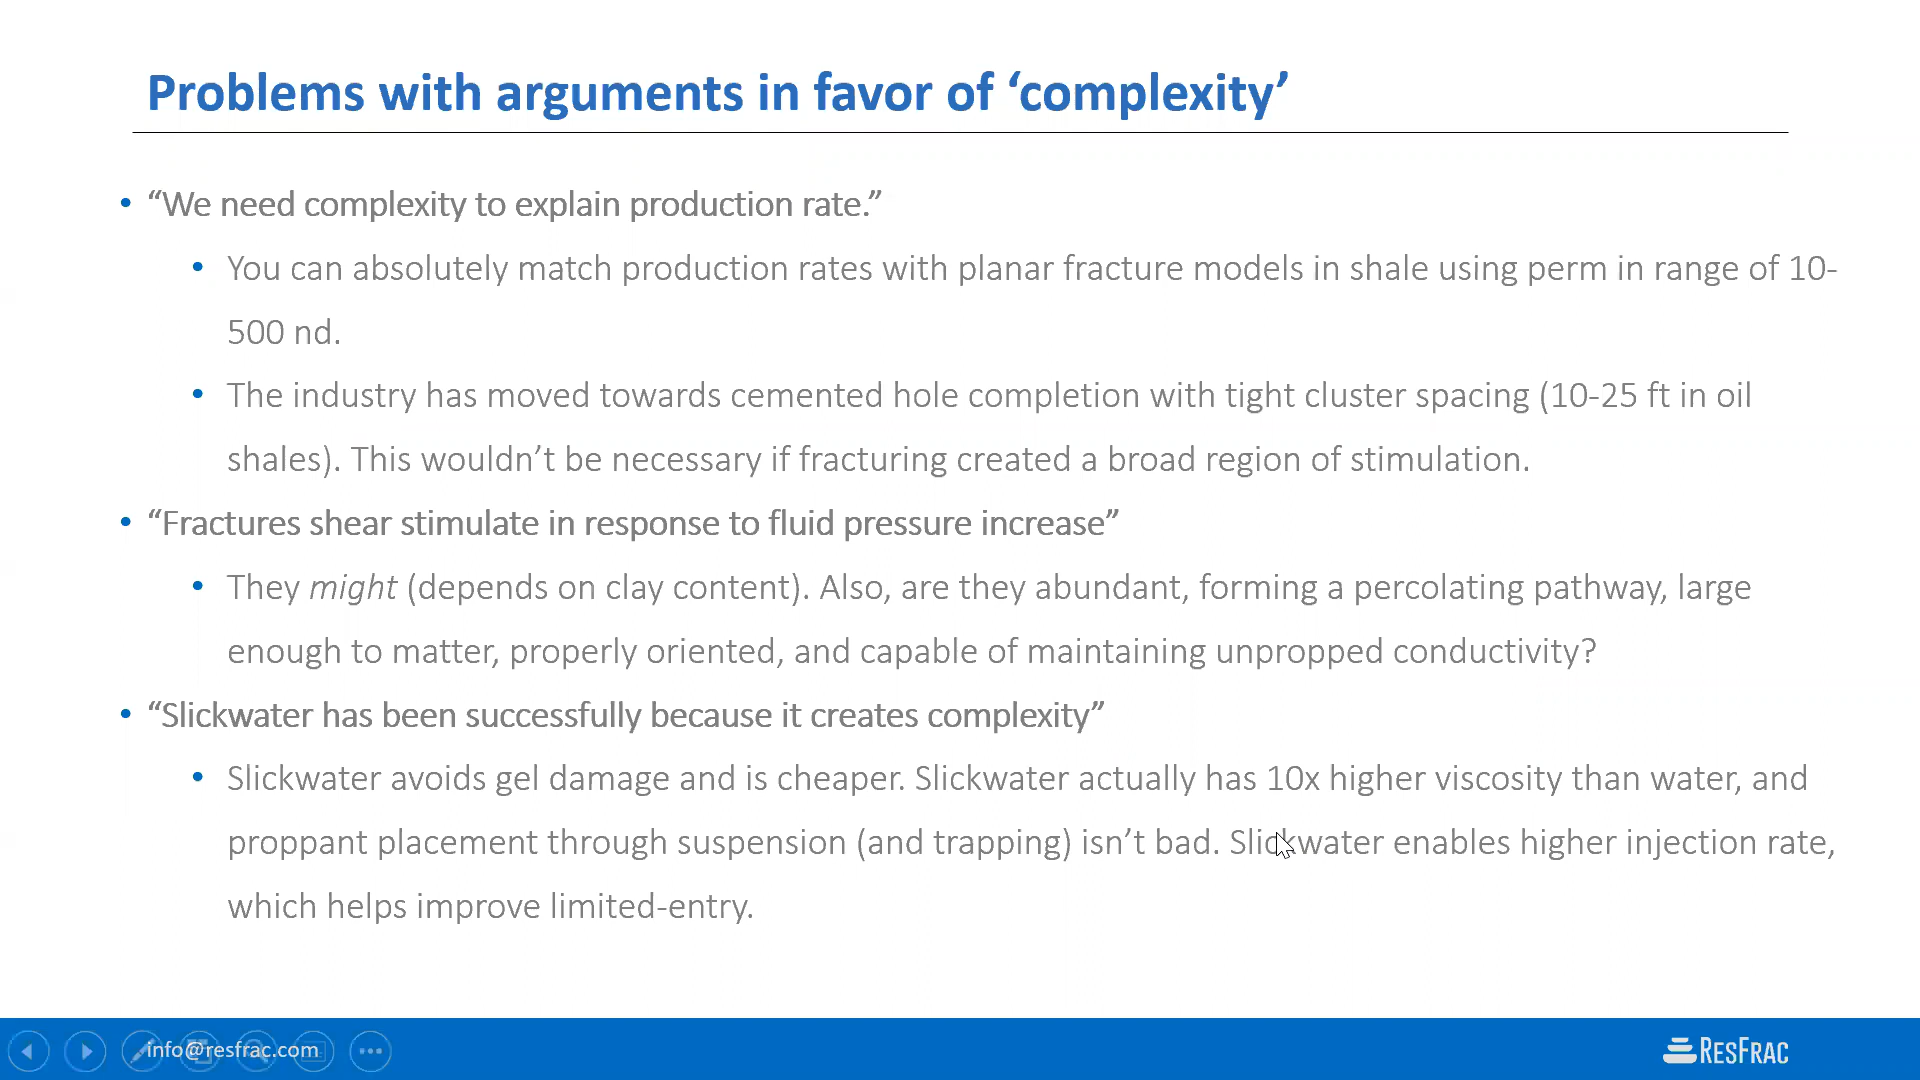 Problems with arguments in favor of ‘complexity’
• “We need complexity to explain production rate.”
• You can absolutely match production rates with planar fracture models in shale using perm in range of 10-
500 nd.
• The industry has moved towards cemented hole completion with tight cluster spacing (10-25 ft in oil
shales). This wouldn’t be necessary if fracturing created a broad region of stimulation.
• “Fractures shear stimulate in response to fluid pressure increase”
• They might (depends on clay content). Also, are they abundant, forming a percolating pathway, large
enough to matter, properly oriented, and capable of maintaining unpropped conductivity?
• “Slickwater has been successfully because it creates complexity”
• Slickwater avoids gel damage and is cheaper. Slickwater actually has 10x higher viscosity than water, and
proppant placement through suspension (and trapping) isn’t bad. Slickwater enables higher injection rate,
which helps improve limited-entry.
info@resfrac.com
RESFRAC